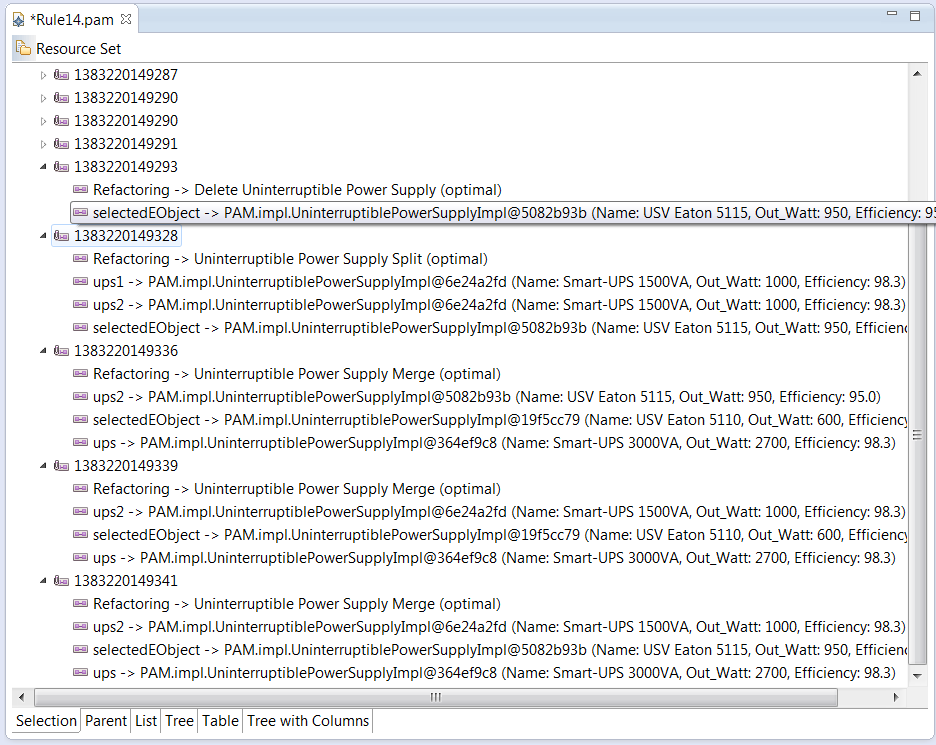 *Rule14.pam
Resource Set
1383220149287
1383220149290
1383220149290
1383220149291
1383220149293
Refactoring -> Delete Uninterruptible Power Supply (optimal)
selectedEObject -> PAM.impl.UninterruptiblePowerSupplyImpl@5082b93b (Name: USV Eaton 5115, Out_Watt: 950, Efficiency: 95
1383220149328
Refactoring -> Uninterruptible Power Supply Split (optimal)
ups1 -> PAM.impl.UninterruptiblePowerSupplyImpl@6e24a2fd (Name: Smart-UPS 1500VA, Out_Watt: 1000, Efficiency: 98.3)
ups2 -> PAM.impl.UninterruptiblePowerSupplyImpl@6e24a2fd (Name: Smart-UPS 1500VA, Out_Watt: 1000, Efficiency: 98.3)
selectedEObject -> PAM.impl.UninterruptiblePowerSupplyImpl@5082b93b (Name: USV Eaton 5115, Out_Watt: 950, Efficienc
1383220149336
Refactoring -> Uninterruptible Power Supply Merge (optimal)
ups2 -> PAM.impl.UninterruptiblePowerSupplyImpl@5082b93b (Name: USV Eaton 5115, Out_Watt: 950, Efficiency: 95.0)
selectedEObject -> PAM.impl.UninterruptiblePowerSupplyImpl@19f5cc79 (Name: USV Eaton 5110, Out_Watt: 600, Efficiency
ups -> PAM.impl.UninterruptiblePowerSupplyImpl@364ef9c8 (Name: Smart-UPS 3000VA, Out_Watt: 2700, Efficiency: 98.3)
1383220149339
Refactoring -> Uninterruptible Power Supply Merge (optimal)
ups2 -> PAM.impl.UninterruptiblePowerSupplyImpl@6e24a2fd (Name: Smart-UPS 1500VA, Out_Watt: 1000, Efficiency: 98.3)
selectedEObject -> PAM.impl.UninterruptiblePowerSupplyImpl@19f5cc79 (Name: USV Eaton 5110, Out_Watt: 600, Efficiency
ups -> PAM.impl.UninterruptiblePowerSupplyImpl@364ef9c8 (Name: Smart-UPS 3000VA, Out_Watt: 2700, Efficiency: 98.3)
1383220149341
Refactoring -> Uninterruptible Power Supply Merge (optimal)
ups2 -> PAM.impl.UninterruptiblePowerSupplyImpl@6e24a2fd (Name: Smart-UPS 1500VA, Out_Watt: 1000, Efficiency: 98.3)
selectedEObject -> PAM.impl.UninterruptiblePowerSupplyImpl@5082b93b (Name: USV Eaton 5115, Out_Watt: 950, Efficienc
ups -> PAM.impl.UninterruptiblePowerSupplyImpl@364ef9c8 (Name: Smart-UPS 3000VA, Out_Watt: 2700, Efficiency: 98.3)
Selection Parent List Tree Table Tree with Columns